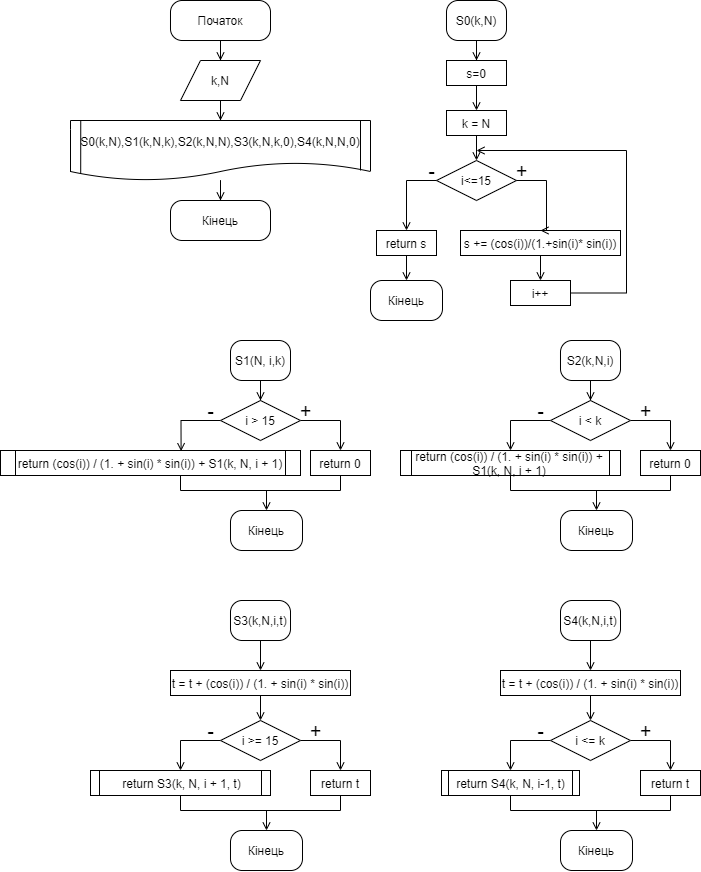 Початок
k,N
S0(k,N),S1(k,N,k),S2(k,N,N),S3(k,N,k,0),S4(k,N,N,0)
Кінець
S0(k,N)
s=0
k = N
i<=15
-
+
return s
s += (cos(i))/(1.+sin(i)* sin(i))
i++
Кінець
S1(N, i,k)
i > 15
-
+
return (cos(i)) / (1. + sin(i) * sin(i)) + S1(k, N, i + 1)
return 0
Кінець
S2(k,N,i)
i < k
-
+
return (cos(i)) / (1. + sin(i) * sin(i)) +
S1(k, N, i + 1)
return 0
Кінець
S3(k,N,i,t)
t = t + (cos(i)) / (1. + sin(i) * sin(i))
i >= 15
-
+
return S3(k, N, i + 1, t)
return t
Кінець
S4(k,N,i,t)
t = t + (cos(i)) / (1. + sin(i) * sin(i))
i <= k
-
+
return S4(k, N, i-1, t)
return t
Кінець